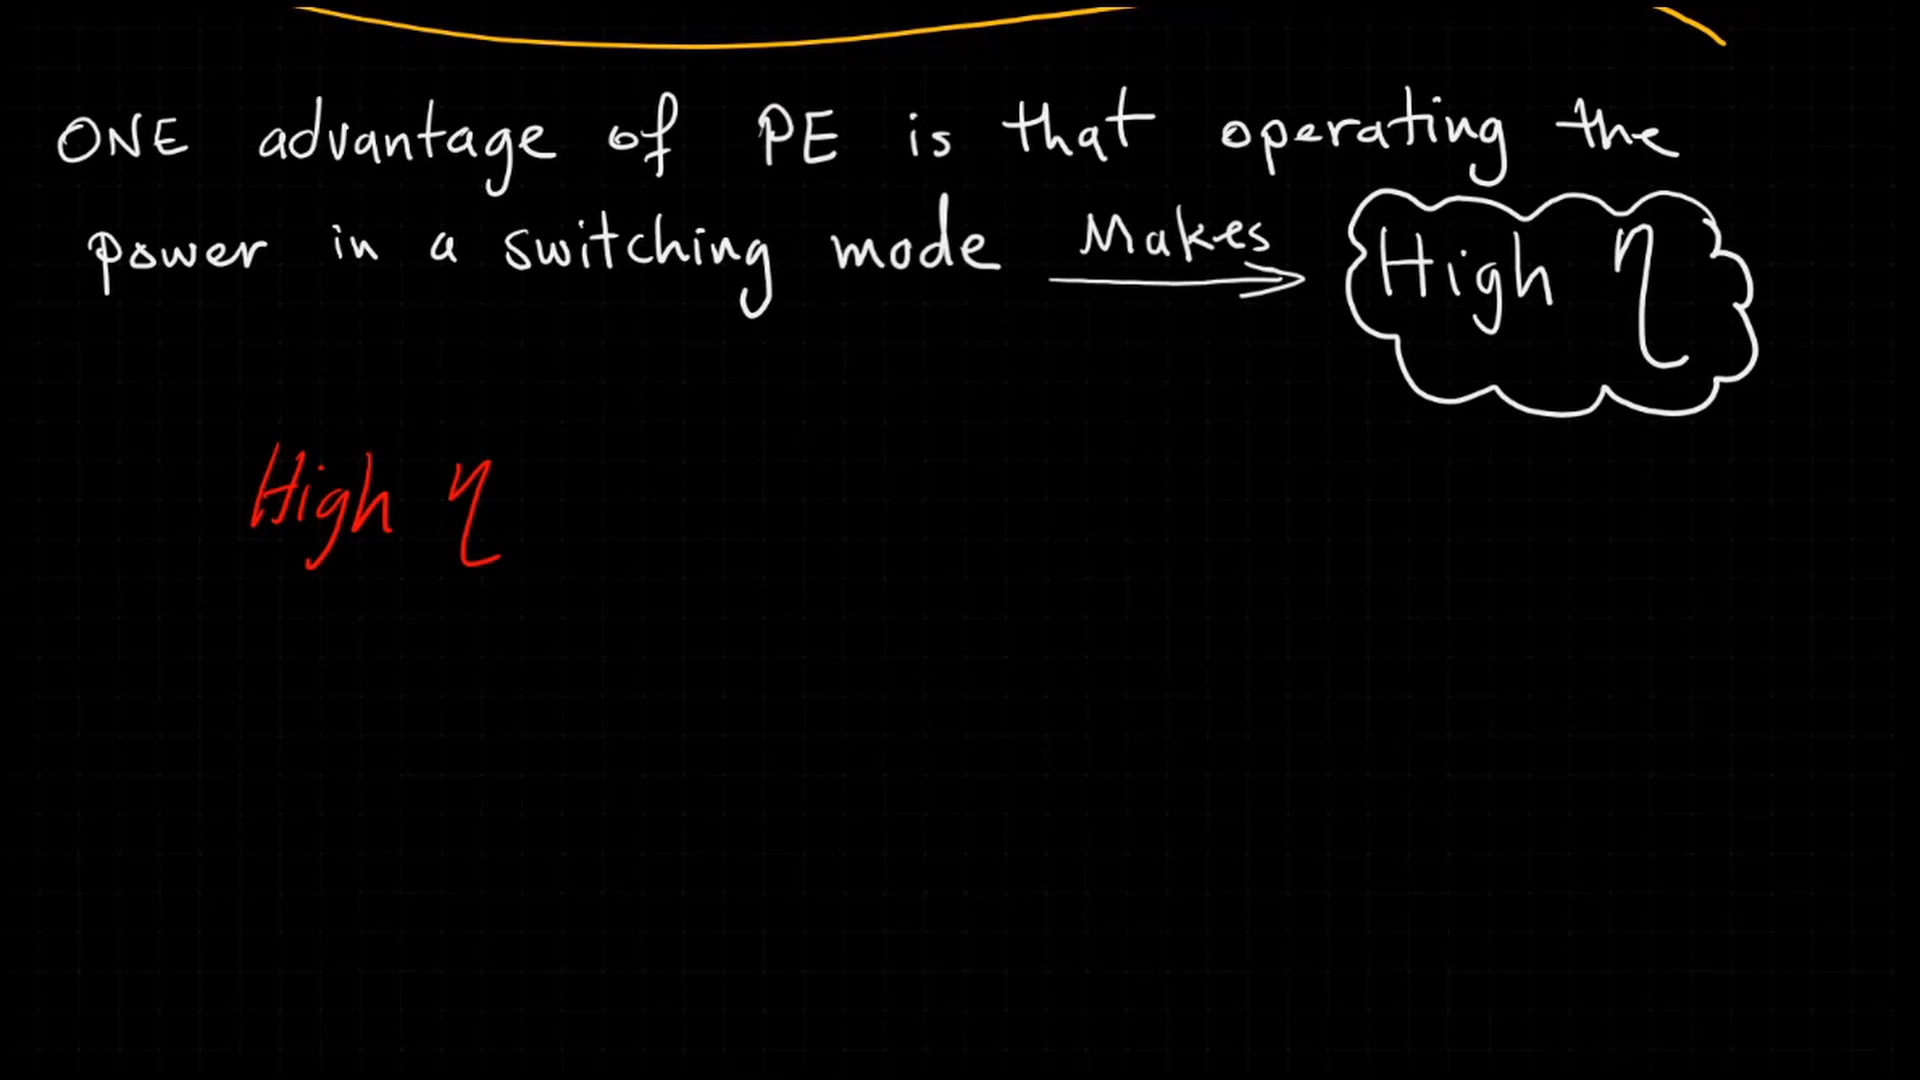 ONE advantage of PE is that operating the
power in a switching mode Makes High η
High η